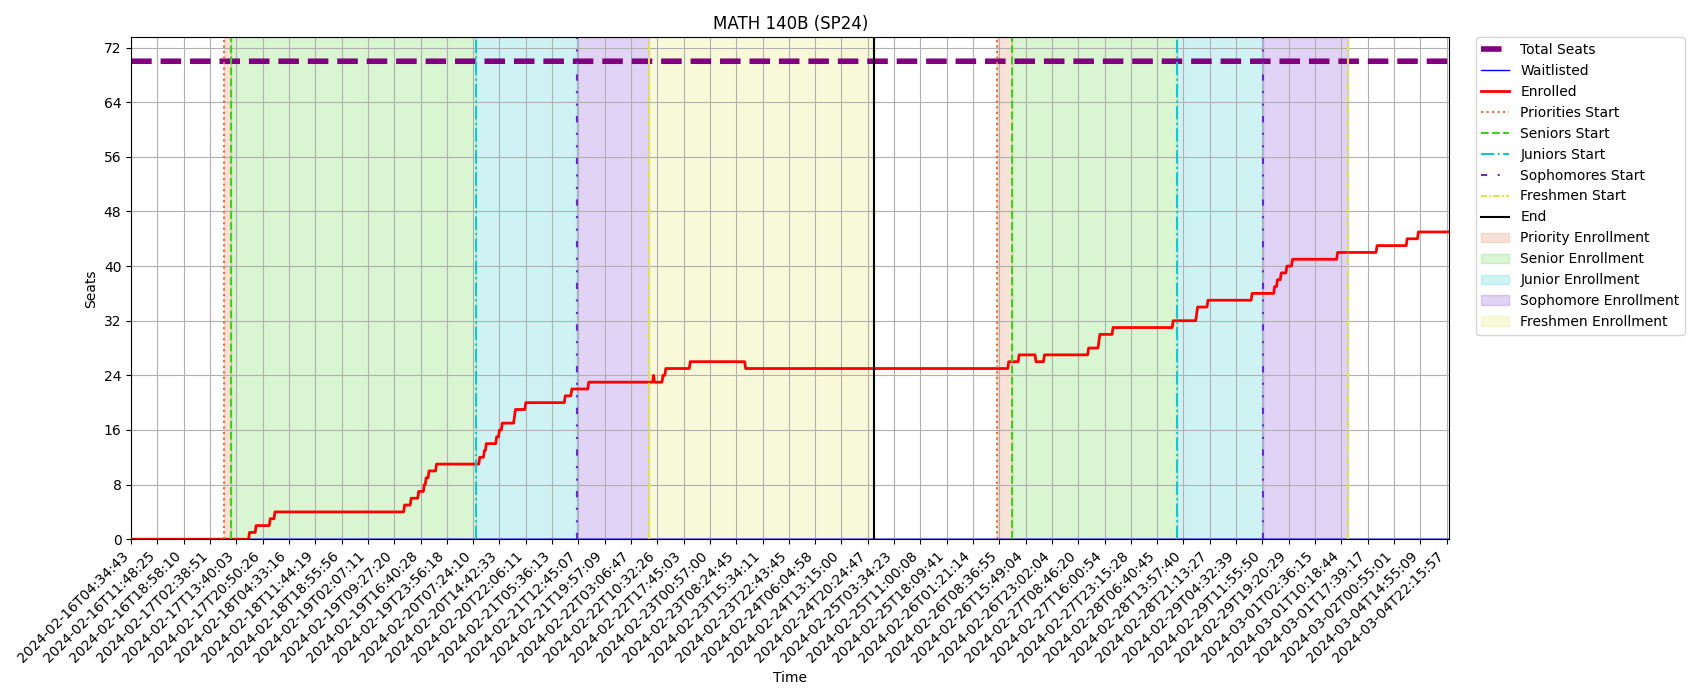 MATH 140B (SP24)
72
64
56
48
40
32
24
16
8
0
Seats
2024-02-16T04:34:43
2024-02-16T11:48:25
2024-02-16T18:58:10
2024-02-17T02:38:51
2024-02-17T13:40:03
2024-02-17T20:50:26
2024-02-18T04:33:16
2024-02-18T11:44:19
2024-02-18T18:55:56
2024-02-19T02:07:11
2024-02-19T09:27:20
2024-02-19T16:40:28
2024-02-19T23:56:18
2024-02-20T07:24:10
2024-02-20T14:42:33
2024-02-20T22:06:11
2024-02-21T05:36:13
2024-02-21T12:45:07
2024-02-21T19:57:09
2024-02-22T03:06:47
2024-02-22T10:32:26
2024-02-22T17:45:03
2024-02-23T00:57:00
2024-02-23T08:24:45
2024-02-23T15:34:11
2024-02-23T22:43:45
2024-02-24T06:04:58
2024-02-24T13:15:00
2024-02-24T20:24:47
2024-02-25T03:34:23
2024-02-25T11:00:08
2024-02-25T18:09:41
2024-02-26T01:21:14
2024-02-26T08:36:55
2024-02-26T15:49:04
2024-02-26T23:02:04
2024-02-27T08:46:20
2024-02-27T16:00:54
2024-02-27T23:15:28
2024-02-28T06:40:45
2024-02-28T13:57:40
2024-02-28T21:13:27
2024-02-29T04:32:39
2024-02-29T11:55:50
2024-02-29T19:20:29
2024-03-01T02:36:15
2024-03-01T10:18:44
2024-03-01T17:39:17
2024-03-02T00:55:01
2024-03-04T14:55:09
2024-03-04T22:15:57
Time
Total Seats
Waitlisted
Enrolled
Priorities Start
Seniors Start
Juniors Start
Sophomores Start
Freshmen Start
End
Priority Enrollment
Senior Enrollment
Junior Enrollment
Sophomore Enrollment
Freshmen Enrollment